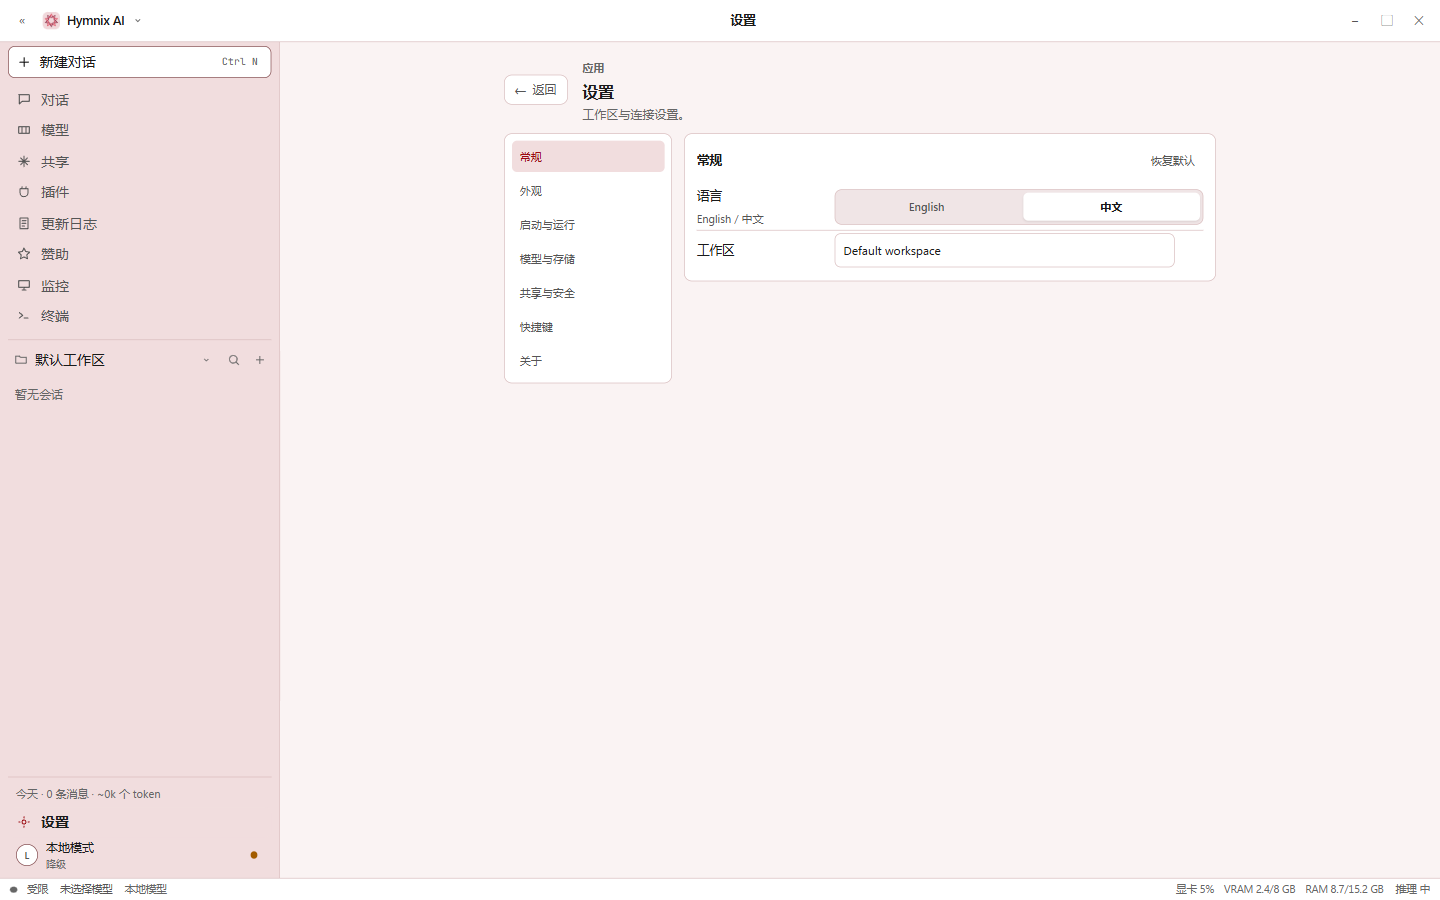 « Hymnix AI
设置
新建对话 Ctrl N
对话
模型
共享
插件
更新日志
赞助
监控
终端
默认工作区
暂无会话
今天 · 0 条消息 · ~0k 个 token
设置
L
本地模式
降级
← 返回
应用
设置
工作区与连接设置。
常规
外观
启动与运行
模型与存储
共享与安全
快捷键
关于
常规
恢复默认
语言
English / 中文
English
中文
工作区
Default workspace
受限 未选择模型 本地模型
显卡 5% VRAM 2.4/8 GB RAM 8.7/15.2 GB 推理 中